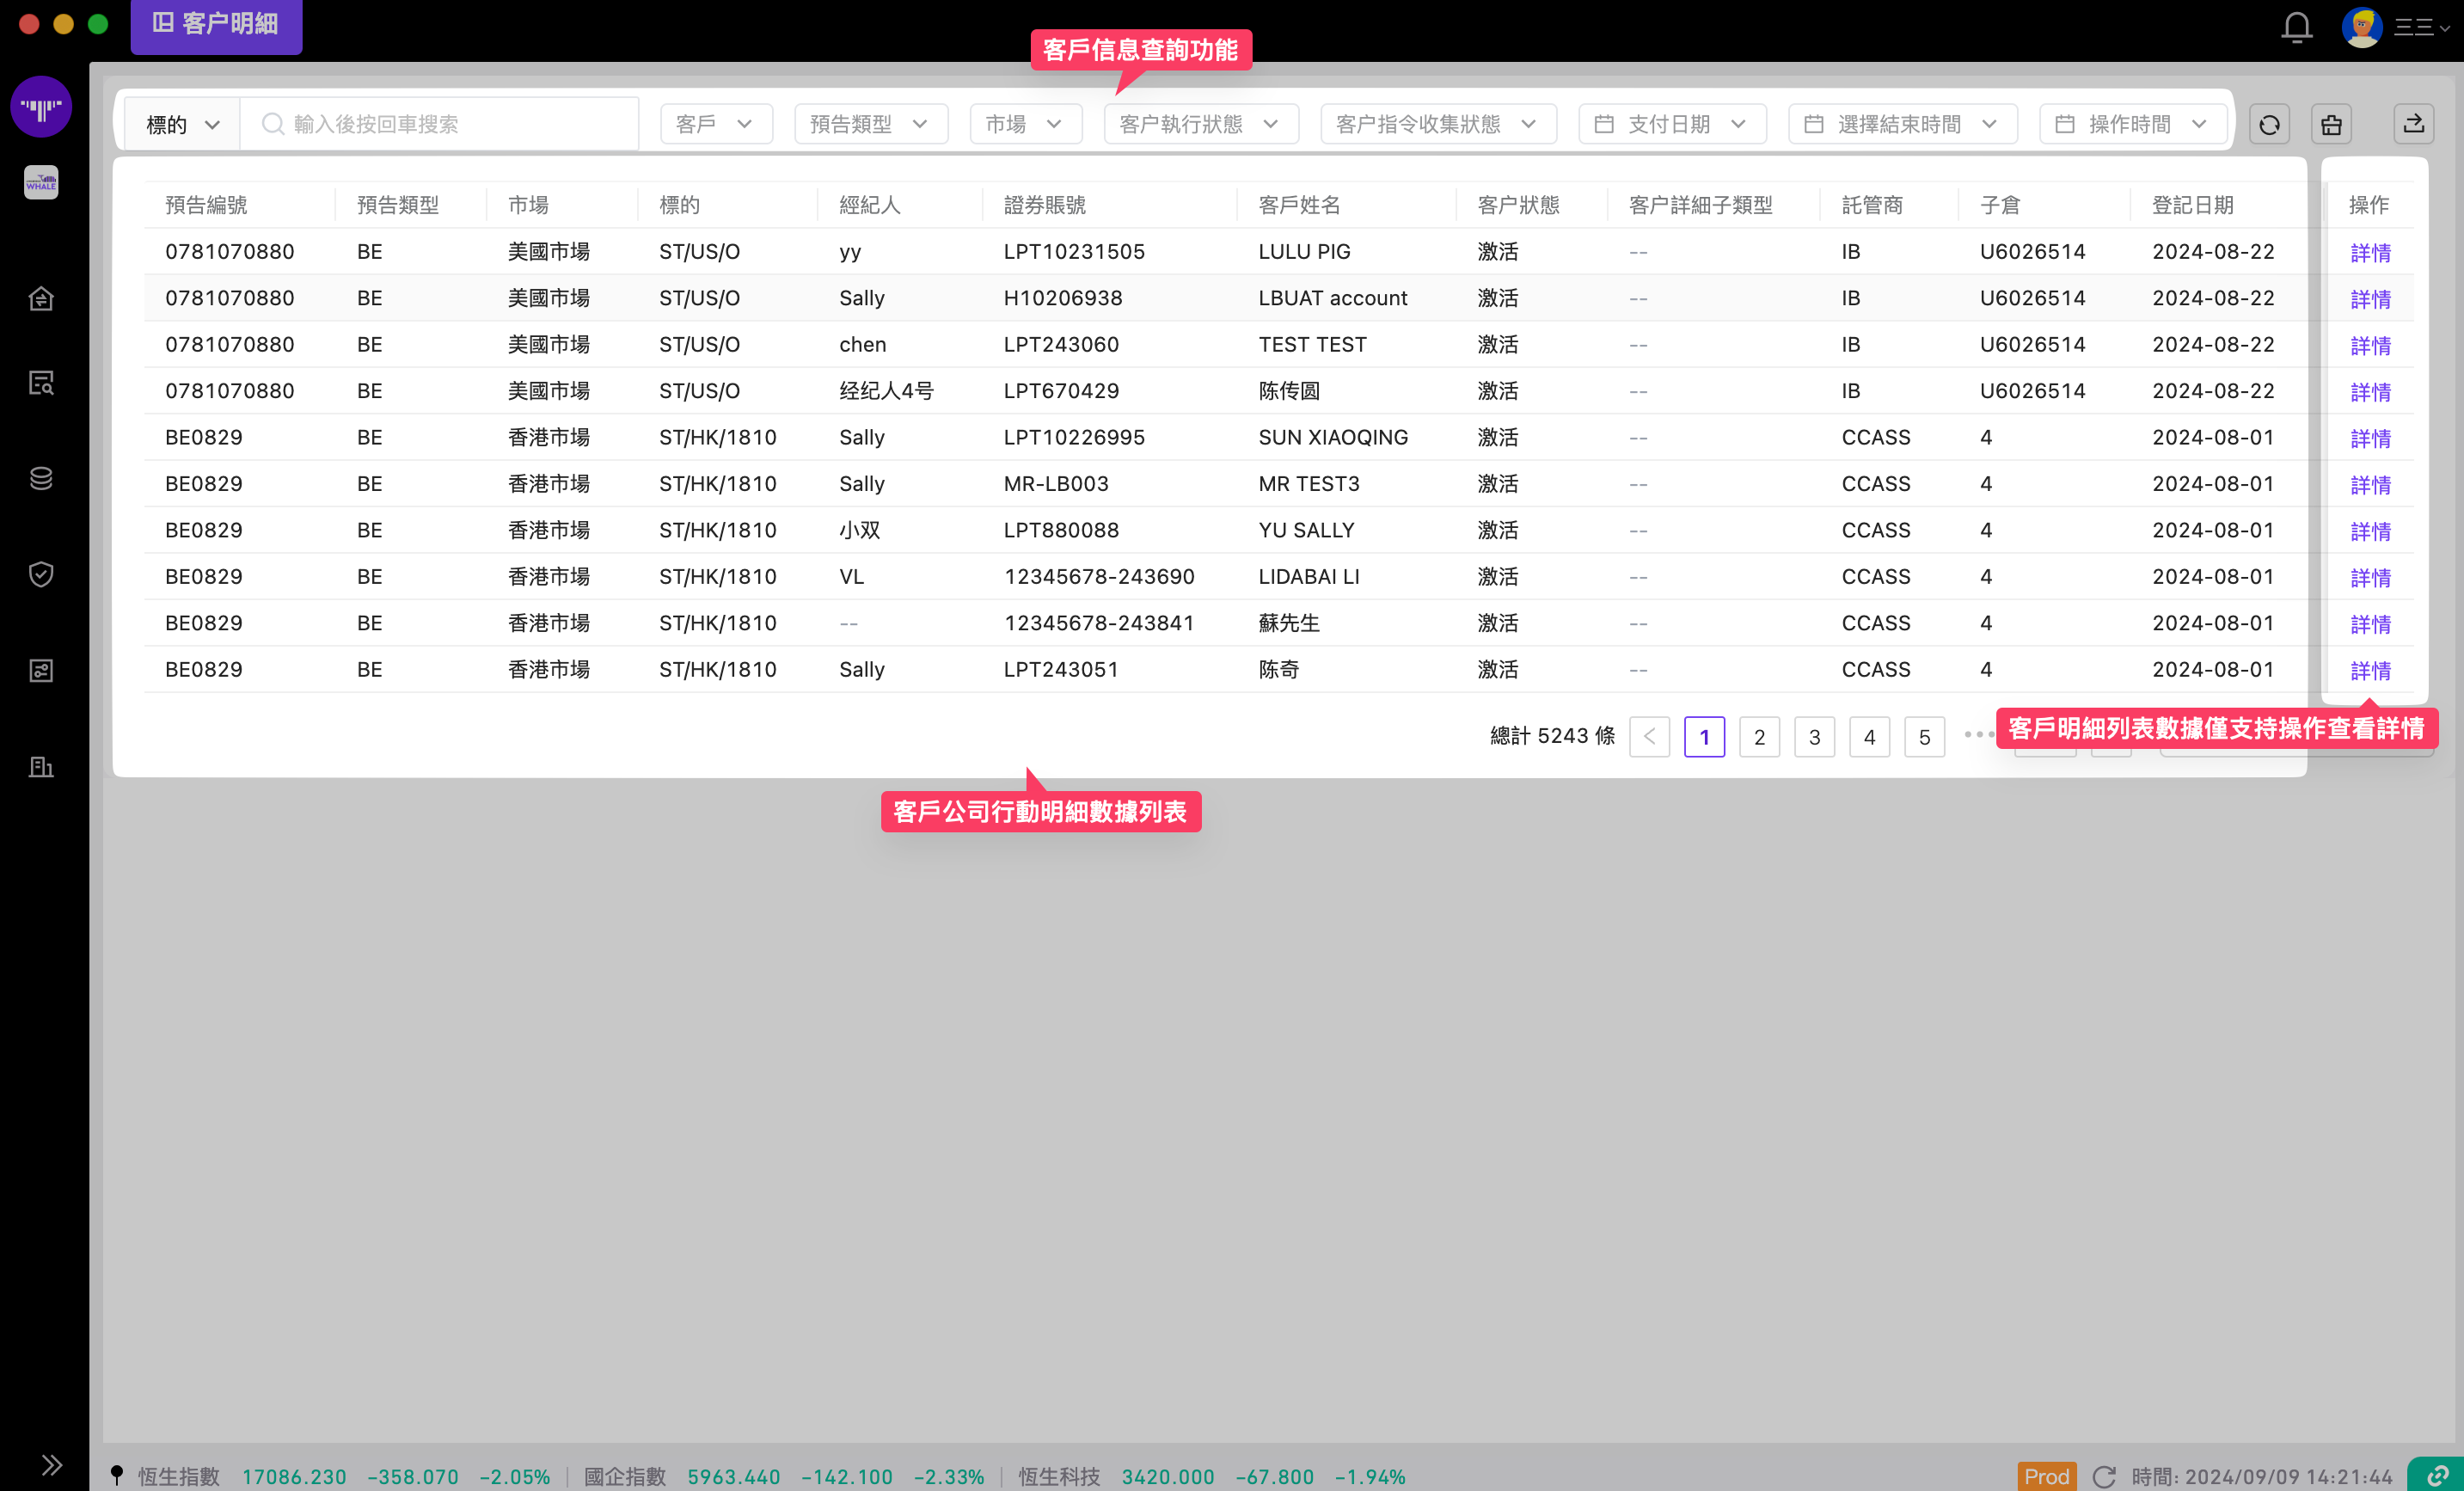 客户明細
三三
客戶信息查詢功能
標的 輸入後按回車搜索 客戶 預告類型 市場 客户執行狀態 客户指令收集狀態 支付日期 選擇結束時間 操作時間
WHALE
預告編號 預告類型 市場 標的 經紀人 證券賬號 客戶姓名 客户狀態 客户詳細子類型 託管商 子倉 登記日期 操作
0781070880 BE 美國市場 ST/US/O yy LPT10231505 LULU PIG 激活 -- IB U6026514 2024-08-22 詳情
0781070880 BE 美國市場 ST/US/O Sally H10206938 LBUAT account 激活 -- IB U6026514 2024-08-22 詳情
0781070880 BE 美國市場 ST/US/O chen LPT243060 TEST TEST 激活 -- IB U6026514 2024-08-22 詳情
0781070880 BE 美國市場 ST/US/O 经纪人4号 LPT670429 陈传圆 激活 -- IB U6026514 2024-08-22 詳情
BE0829 BE 香港市場 ST/HK/1810 Sally LPT10226995 SUN XIAOQING 激活 -- CCASS 4 2024-08-01 詳情
BE0829 BE 香港市場 ST/HK/1810 Sally MR-LB003 MR TEST3 激活 -- CCASS 4 2024-08-01 詳情
BE0829 BE 香港市場 ST/HK/1810 小双 LPT880088 YU SALLY 激活 -- CCASS 4 2024-08-01 詳情
BE0829 BE 香港市場 ST/HK/1810 VL 12345678-243690 LIDABAI LI 激活 -- CCASS 4 2024-08-01 詳情
BE0829 BE 香港市場 ST/HK/1810 -- 12345678-243841 蘇先生 激活 -- CCASS 4 2024-08-01 詳情
BE0829 BE 香港市場 ST/HK/1810 Sally LPT243051 陈奇 激活 -- CCASS 4 2024-08-01 詳情
總計 5243 條 < 1 2 3 4 5 •••
客戶明細列表數據僅支持操作查看詳情
客戶公司行動明細數據列表
恆生指數 17086.230 -358.070 -2.05% 國企指數 5963.440 -142.100 -2.33% 恆生科技 3420.000 -67.800 -1.94% Prod 時間: 2024/09/09 14:21:44